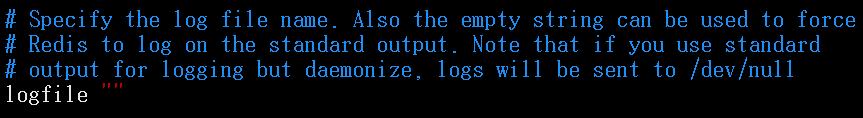 # Specify the log file name. Also the empty string can be used to force
# Redis to log on the standard output. Note that if you use standard
# output for logging but daemonize, logs will be sent to /dev/null
logfile ""